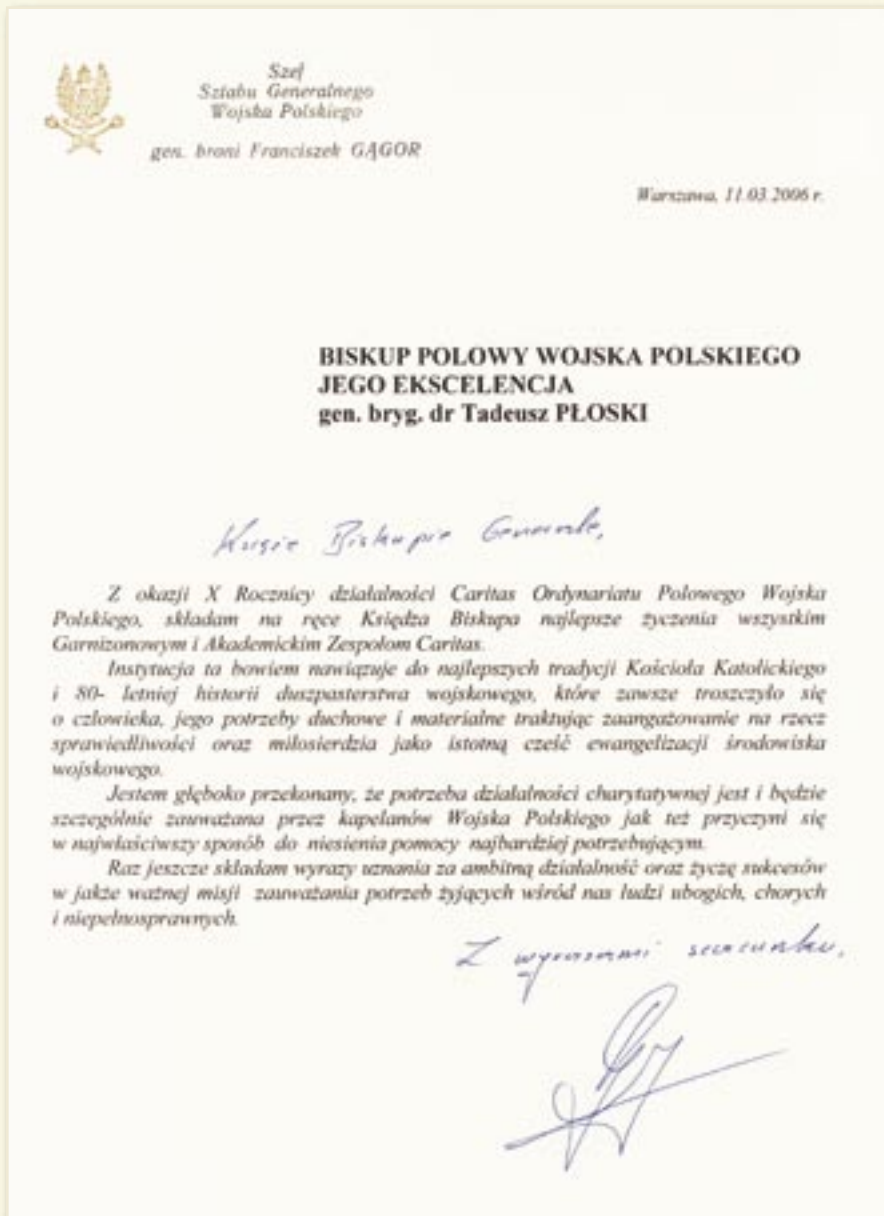 Szef
Sztabu Generalnego
Wojska Polskiego
gen. broni Franciszek GĄGOR
Warszawa, 11.03.2006 r.
BISKUP POLOWY WOJSKA POLSKIEGO
JEGO EKSCELENCJA
gen. bryg. dr Tadeusz PŁOSKI
Księże Biskupie Generale,
Z okazji X Rocznicy działalności Caritas Ordynariatu Polowego Wojska
Polskiego, składam na ręce Księdza Biskupa najlepsze życzenia wszystkim
Garnizonowym i Akademickim Zespołom Caritas.
Instytucja ta bowiem nawiązuje do najlepszych tradycji Kościoła Katolickiego
i 80- letniej historii duszpasterstwa wojskowego, które zawsze troszczyło się
o człowieka, jego potrzeby duchowe i materialne traktując zaangażowanie na rzecz
sprawiedliwości oraz miłosierdzia jako istotną cześć ewangelizacji środowiska
wojskowego.
Jestem głęboko przekonany, że potrzeba działalności charytatywnej jest i będzie
szczególnie zauważana przez kapelanów Wojska Polskiego jak też przyczyni się
w najwłaściwszy sposób do niesienia pomocy najbardziej potrzebującym.
Raz jeszcze składam wyrazy uznania za ambitną działalność oraz życzę sukcesów
w jakże ważnej misji zauważania potrzeb żyjących wśród nas ludzi ubogich, chorych
i niepełnosprawnych.
Z wyrazami szacunku,